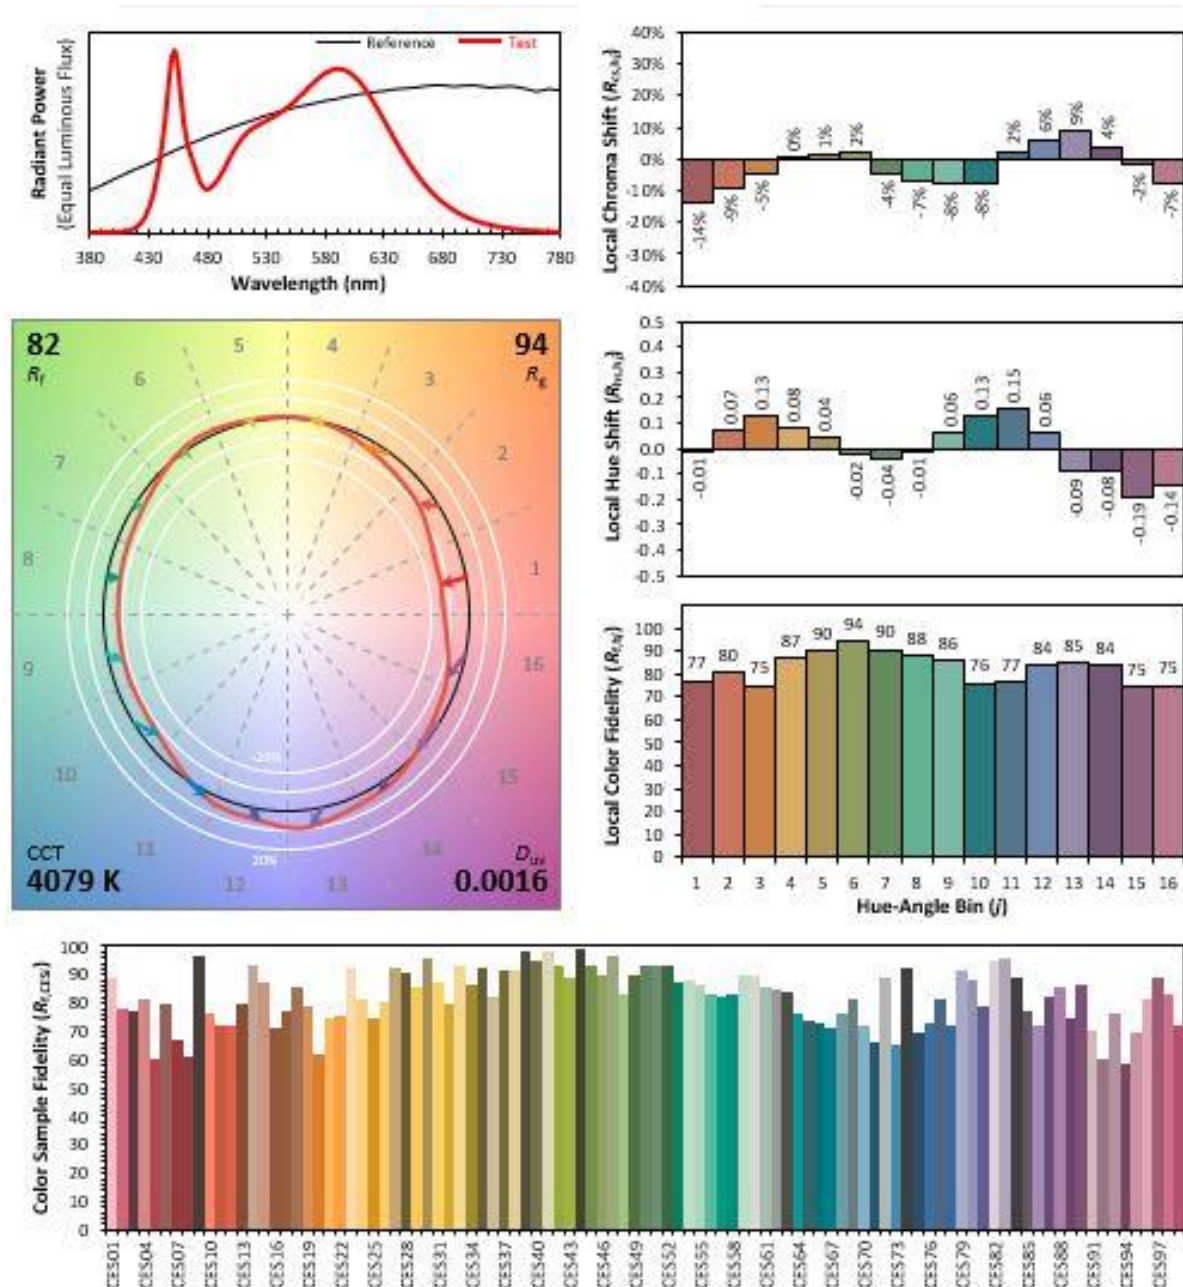 Reference Test
Radiant Power
(Equal Luminous Flux)
380 430 480 530 580 630 680 730 780
Wavelength (nm)
Local Chroma Shift (Rcs,hj)
40%
30%
20%
10%
0%
-10%
-20%
-30%
-40%
-14% -9% -5% 0% 1% 2% -4% -7% -8% -8% 2% 6% 9% 4% -2% -7%
82
Rf
94
Rg
1 2 3 4 5 6 7 8 9 10 11 12 13 14 15 16
-20%
20%
CCT
4079 K
Duv
0.0016
Local Hue Shift (Rhs,hj)
0.5
0.4
0.3
0.2
0.1
0.0
-0.1
-0.2
-0.3
-0.4
-0.5
-0.01 0.07 0.13 0.08 0.04 -0.02 -0.04 -0.01 0.06 0.13 0.15 0.06 -0.09 -0.08 -0.19 -0.14
Local Color Fidelity (Rf,hj)
100
90
80
70
60
50
40
30
20
10
0
77 80 75 87 90 94 90 88 86 76 77 84 85 84 75 75
1 2 3 4 5 6 7 8 9 10 11 12 13 14 15 16
Hue-Angle Bin (j)
Color Sample Fidelity (Rf,CESi)
100
90
80
70
60
50
40
30
20
10
0
CES01 CES04 CES07 CES10 CES13 CES16 CES19 CES22 CES25 CES28 CES31 CES34 CES37 CES40 CES43 CES46 CES49 CES52 CES55 CES58 CES61 CES64 CES67 CES70 CES73 CES76 CES79 CES82 CES85 CES88 CES91 CES94 CES97